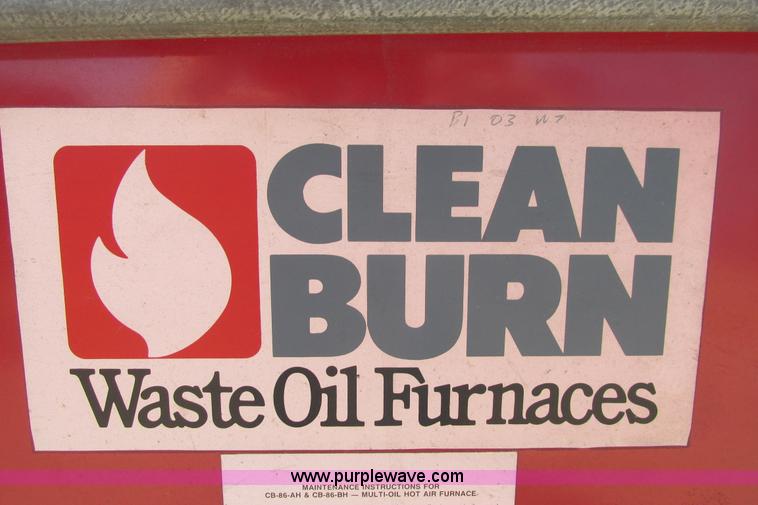 CLEAN
BURN
Waste Oil Furnaces
www.purplewave.com
MAINTENANCE INSTRUCTIONS FOR
CB-86-AH & CB-86-BH — MULTI-OIL HOT AIR FURNACE.